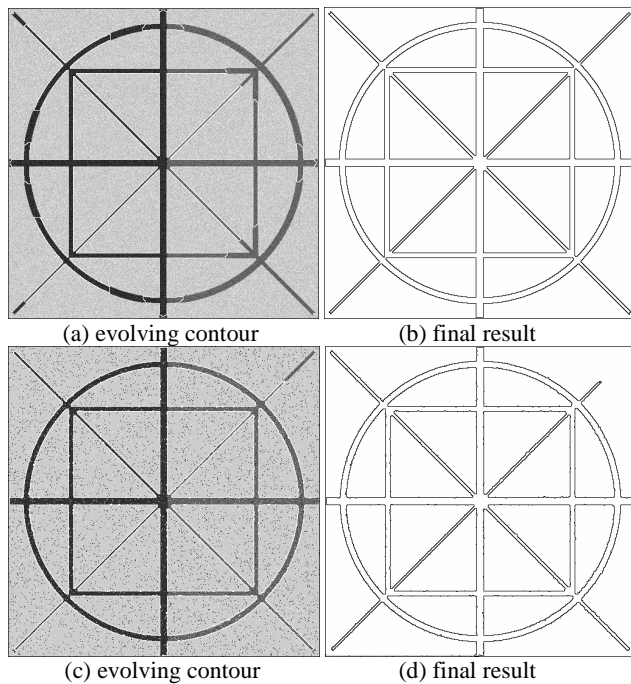 (a) evolving contour
(b) final result
(c) evolving contour
(d) final result